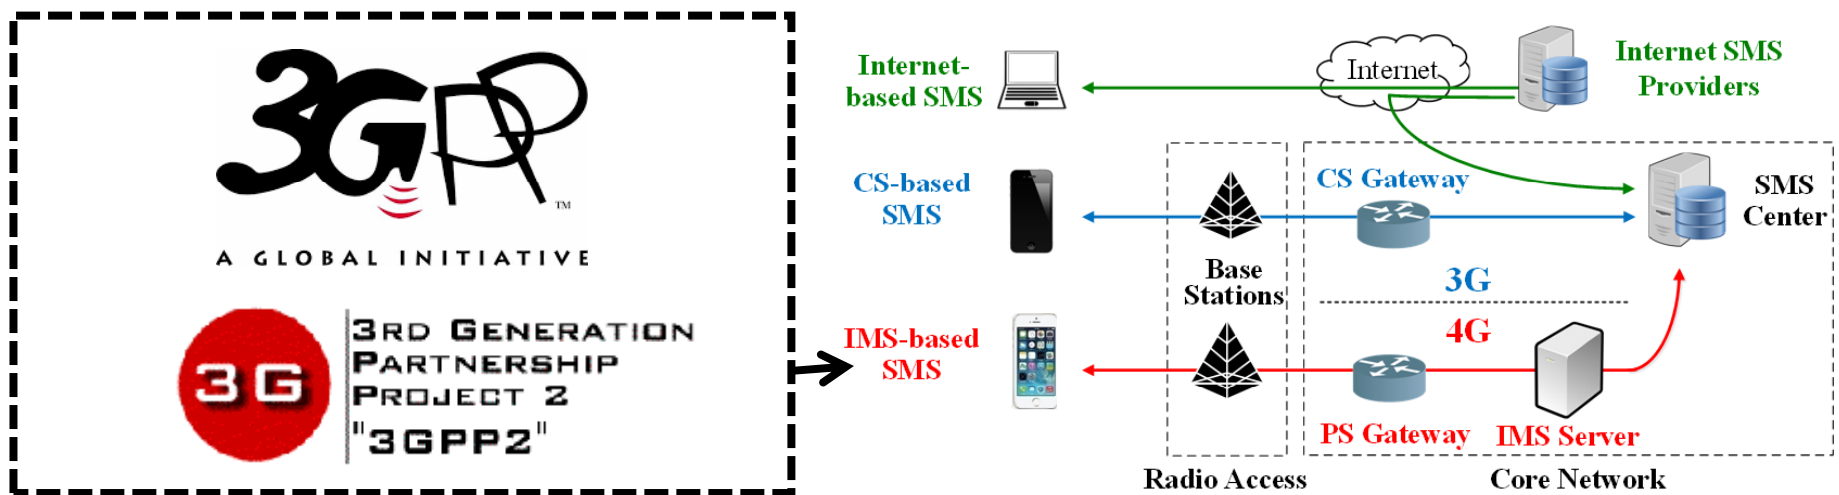 3GPP
TM
A GLOBAL INITIATIVE
3G
3RD GENERATION
PARTNERSHIP
PROJECT 2
"3GPP2"
Internet-
based SMS
Internet
Internet SMS
Providers
CS-based
SMS
CS Gateway
SMS
Center
Base
Stations
3G
4G
IMS-based
SMS
PS Gateway
IMS Server
Radio Access
Core Network